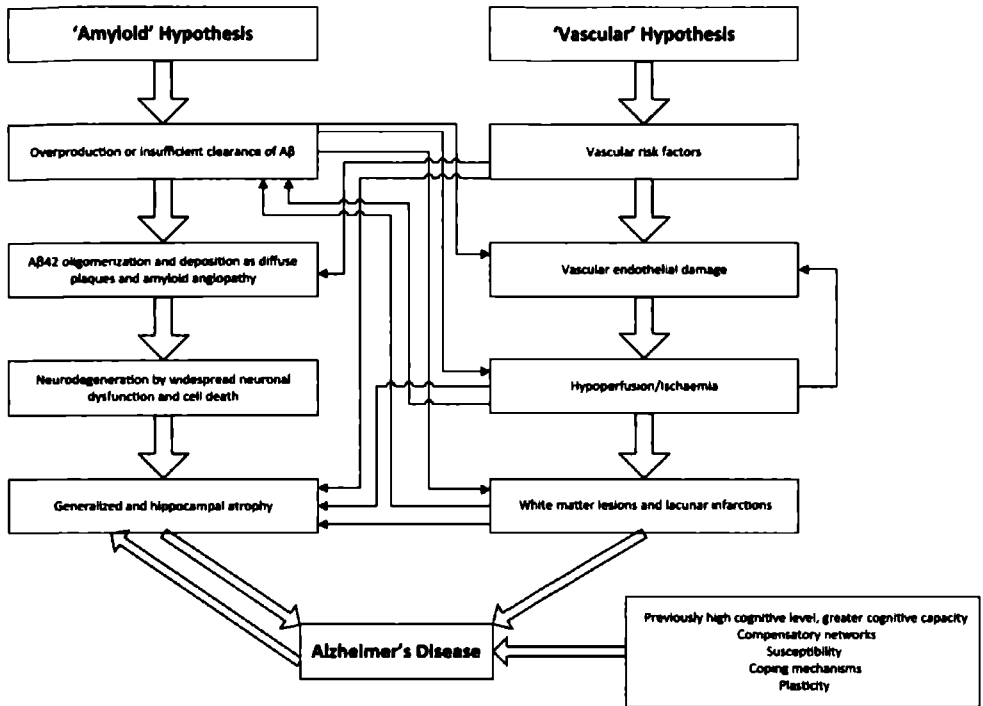 'Amyloid' Hypothesis
'Vascular' Hypothesis
Overproduction or insufficient clearance of Aβ
Vascular risk factors
Aβ42 oligomerization and deposition as diffuse
plaques and amyloid angiopathy
Vascular endothelial damage
Neurodegeneration by widespread neuronal
dysfunction and cell death
Hypoperfusion/Ischaemia
Generalized and hippocampal atrophy
White matter lesions and lacunar infarctions
Alzheimer's Disease
Previously high cognitive level, greater cognitive capacity
Compensatory networks
Susceptibility
Coping mechanisms
Plasticity